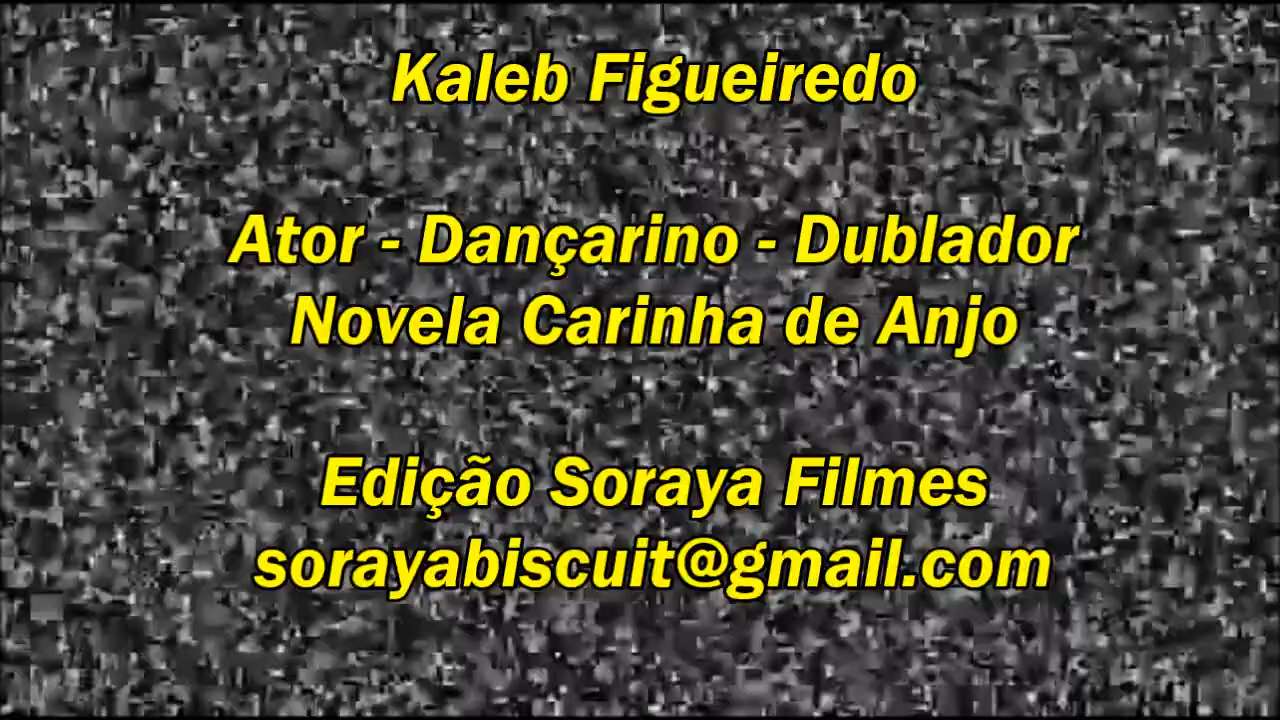 Kaleb Figueiredo
Ator - Dançarino - Dublador
Novela Carinha de Anjo
Edição Soraya Filmes
sorayabiscuit@gmail.com